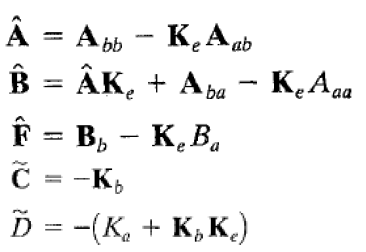 Â = A_bb − K_e A_ab
B̂ = ÂK_e + A_ba − K_e A_aa
F̂ = B_b − K_e B_a
C̃ = −K_b
D̃ = −(K_a + K_b K_e)